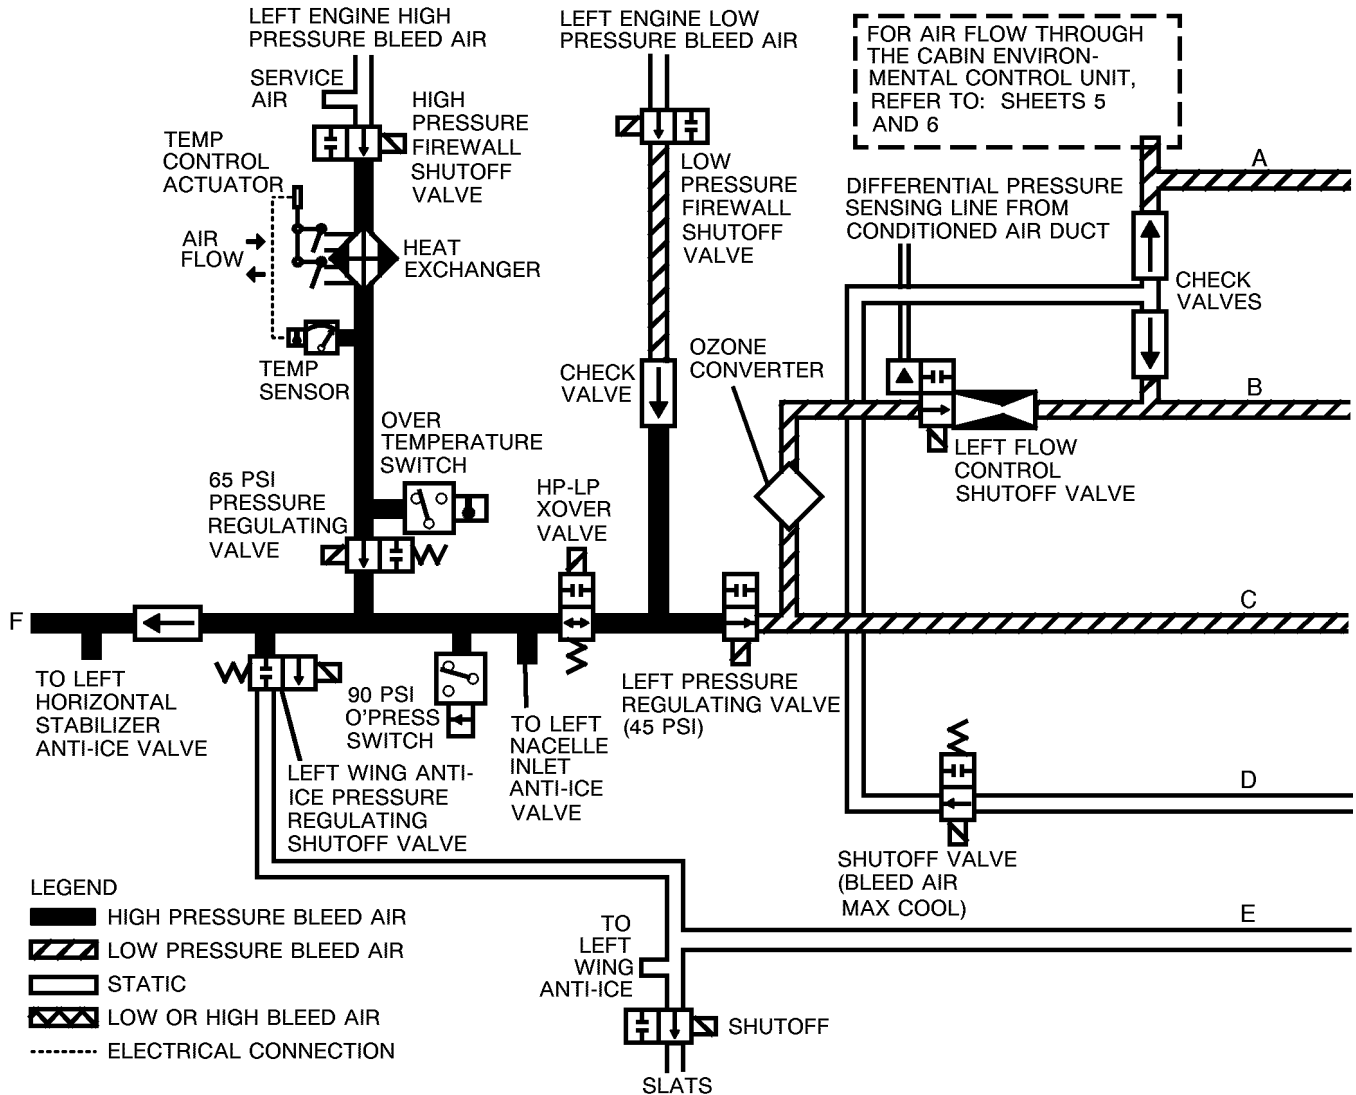 LEFT ENGINE HIGH
PRESSURE BLEED AIR
LEFT ENGINE LOW
PRESSURE BLEED AIR
FOR AIR FLOW THROUGH
THE CABIN ENVIRON-
MENTAL CONTROL UNIT,
REFER TO: SHEETS 5
AND 6
SERVICE
AIR
HIGH
PRESSURE
FIREWALL
SHUTOFF
VALVE
TEMP
CONTROL
ACTUATOR
AIR
FLOW
HEAT
EXCHANGER
LOW
PRESSURE
FIREWALL
SHUTOFF
VALVE
DIFFERENTIAL PRESSURE
SENSING LINE FROM
CONDITIONED AIR DUCT
A
CHECK
VALVES
TEMP
SENSOR
CHECK
VALVE
OZONE
CONVERTER
B
OVER
TEMPERATURE
SWITCH
LEFT FLOW
CONTROL
SHUTOFF VALVE
65 PSI
PRESSURE
REGULATING
VALVE
HP-LP
XOVER
VALVE
F
C
TO LEFT
HORIZONTAL
STABILIZER
ANTI-ICE VALVE
90 PSI
O'PRESS
SWITCH
TO LEFT
NACELLE
INLET
ANTI-ICE
VALVE
LEFT PRESSURE
REGULATING VALVE
(45 PSI)
LEFT WING ANTI-
ICE PRESSURE
REGULATING
SHUTOFF VALVE
D
SHUTOFF VALVE
(BLEED AIR
MAX COOL)
E
LEGEND
HIGH PRESSURE BLEED AIR
LOW PRESSURE BLEED AIR
STATIC
LOW OR HIGH BLEED AIR
ELECTRICAL CONNECTION
TO
LEFT
WING
ANTI-ICE
SHUTOFF
SLATS